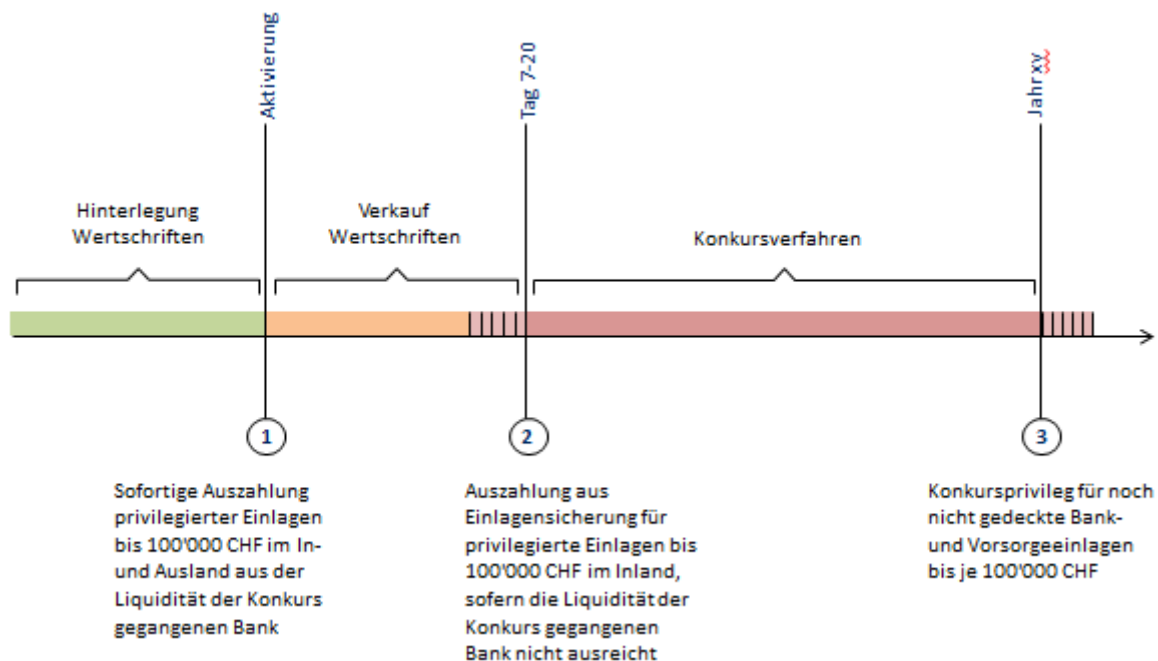 Aktivierung
Tag 7-20
Jahr xy
Hinterlegung
Wertschriften
Verkauf
Wertschriften
Konkursverfahren
1
2
3
Sofortige Auszahlung
privilegierter Einlagen
bis 100'000 CHF im In-
und Ausland aus der
Liquidität der Konkurs
gegangenen Bank
Auszahlung aus
Einlagensicherung für
privilegierte Einlagen bis
100'000 CHF im Inland,
sofern die Liquidität der
Konkurs gegangenen
Bank nicht ausreicht
Konkursprivileg für noch
nicht gedeckte Bank-
und Vorsorgeeinlagen
bis je 100'000 CHF